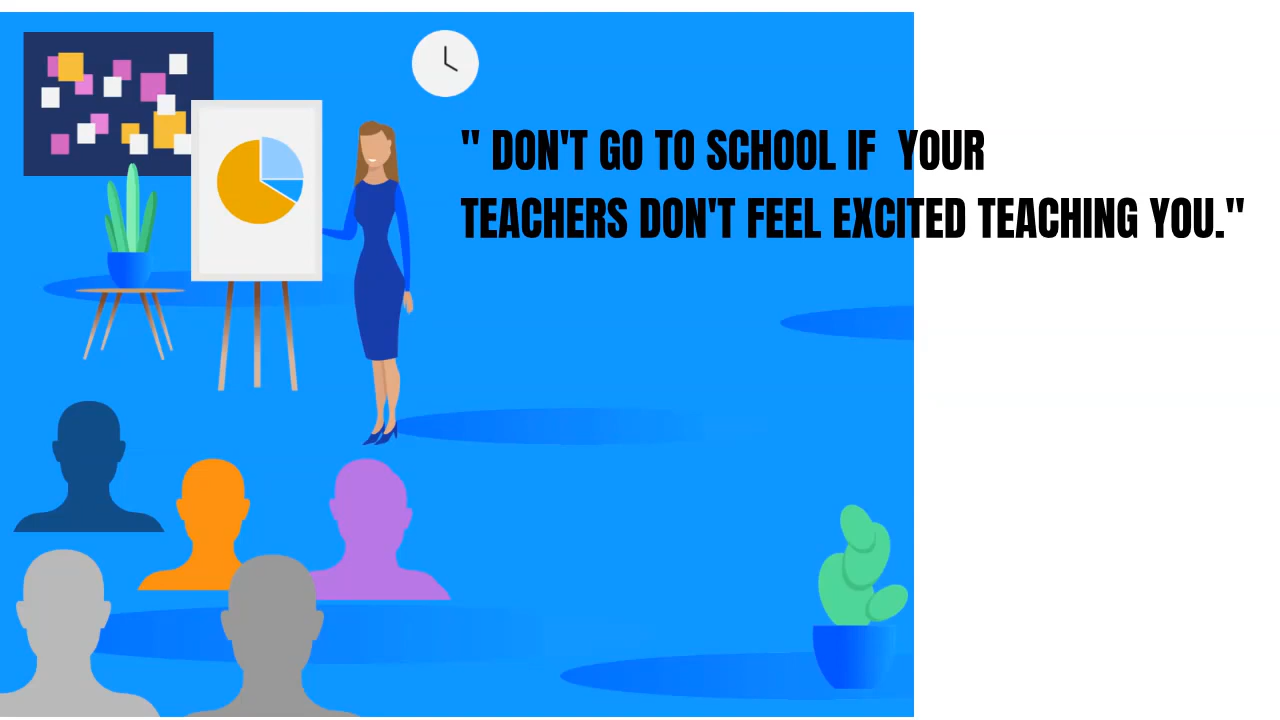 " DON'T GO TO SCHOOL IF  YOUR
TEACHERS DON'T FEEL EXCITED TEACHING YOU."